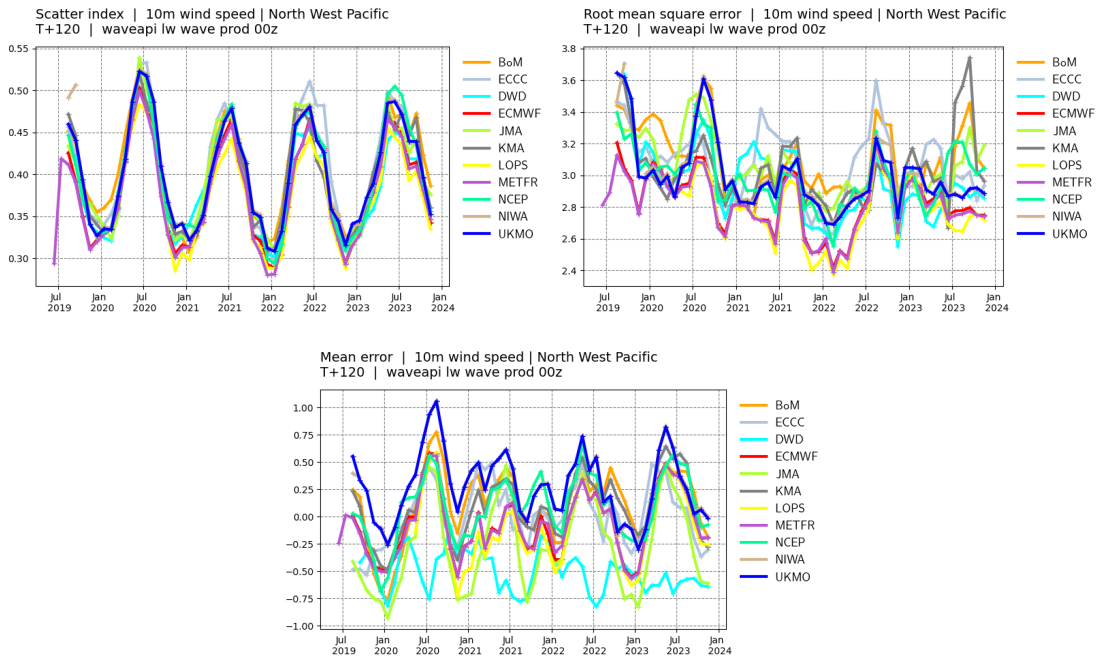 Scatter index | 10m wind speed | North West Pacific
T+120 | waveapi lw wave prod 00z
0.55
0.50
0.45
0.40
0.35
0.30
Jul 2019
Jan 2020
Jul 2020
Jan 2021
Jul 2021
Jan 2022
Jul 2022
Jan 2023
Jul 2023
Jan 2024
BoM
ECCC
DWD
ECMWF
JMA
KMA
LOPS
METFR
NCEP
NIWA
UKMO
Root mean square error | 10m wind speed | North West Pacific
T+120 | waveapi lw wave prod 00z
3.8
3.6
3.4
3.2
3.0
2.8
2.6
2.4
Jul 2019
Jan 2020
Jul 2020
Jan 2021
Jul 2021
Jan 2022
Jul 2022
Jan 2023
Jul 2023
Jan 2024
BoM
ECCC
DWD
ECMWF
JMA
KMA
LOPS
METFR
NCEP
NIWA
UKMO
Mean error | 10m wind speed | North West Pacific
T+120 | waveapi lw wave prod 00z
1.00
0.75
0.50
0.25
0.00
−0.25
−0.50
−0.75
−1.00
Jul 2019
Jan 2020
Jul 2020
Jan 2021
Jul 2021
Jan 2022
Jul 2022
Jan 2023
Jul 2023
Jan 2024
BoM
ECCC
DWD
ECMWF
JMA
KMA
LOPS
METFR
NCEP
NIWA
UKMO